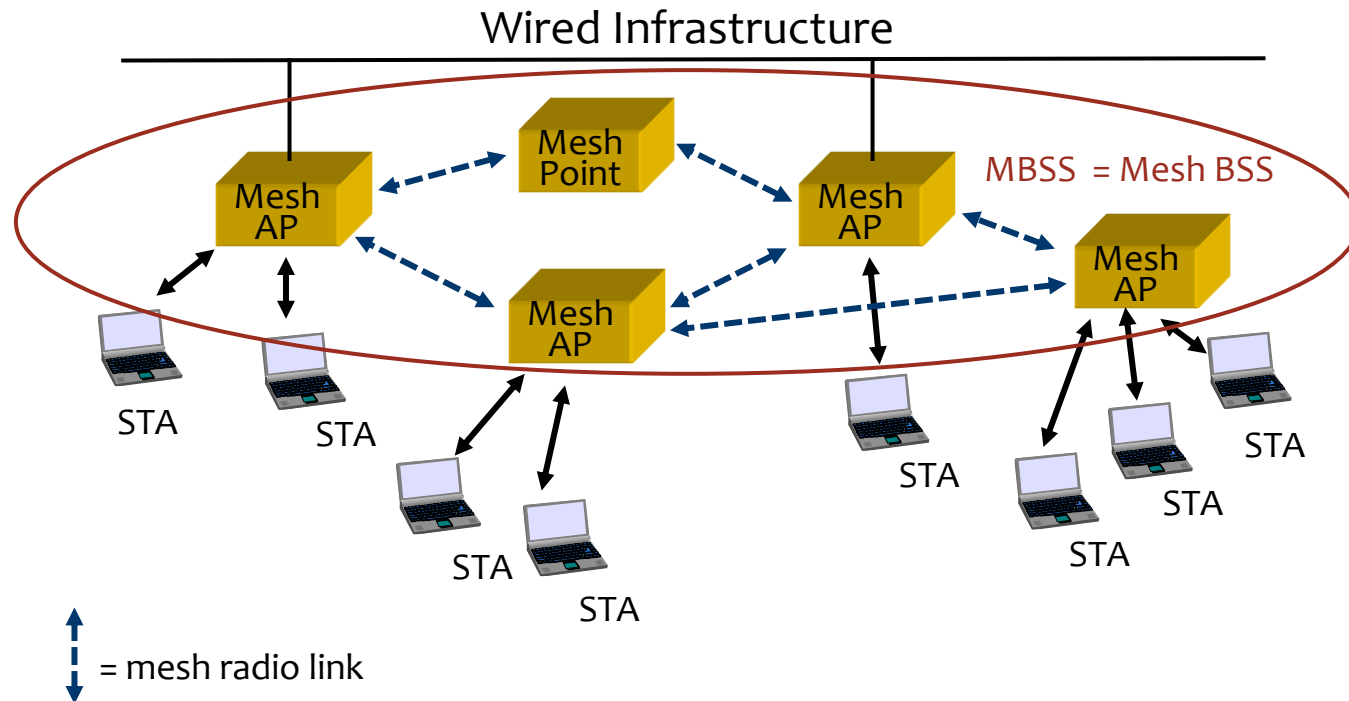 Wired Infrastructure
Mesh
Point
Mesh
AP
Mesh
AP
MBSS = Mesh BSS
Mesh
AP
Mesh
AP
STA
STA
STA
STA
STA
STA
STA
STA
= mesh radio link